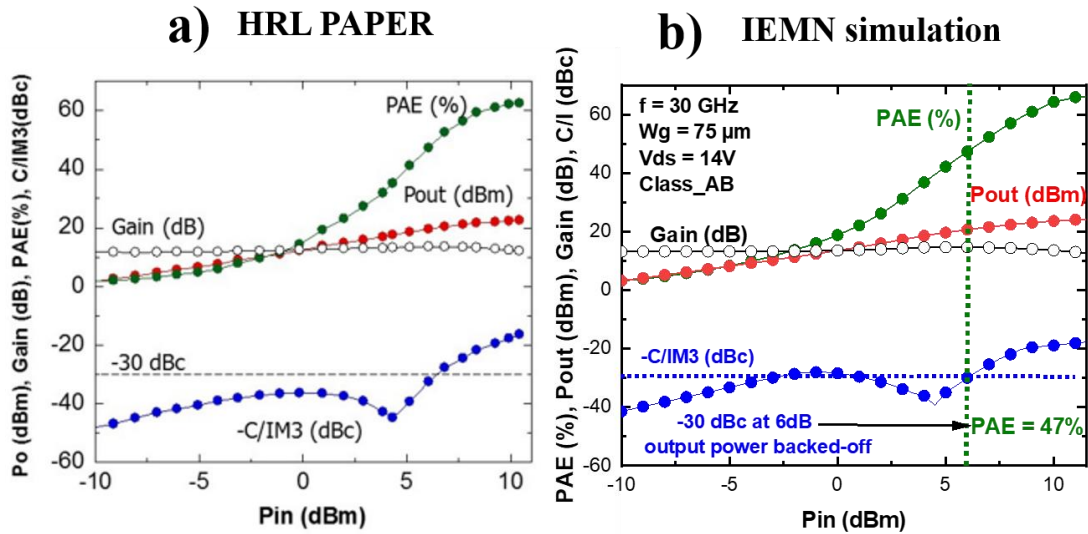 a) HRL PAPER
Po (dBm), Gain (dB), PAE(%), C/IM3(dBc)
60
40
20
0
-20
-40
-60
PAE (%)
Pout (dBm)
Gain (dB)
-30 dBc
-C/IM3 (dBc)
-10
-5
0
5
10
Pin (dBm)
b) IEMN simulation
PAE (%), Pout (dBm), Gain (dB), C/I (dBc)
60
40
20
0
-20
-40
-60
f = 30 GHz
Wg = 75 µm
Vds = 14V
Class_AB
PAE (%)
Pout (dBm)
Gain (dB)
-C/IM3 (dBc)
-30 dBc at 6dB
output power backed-off
PAE = 47%
-10
-5
0
5
10
Pin (dBm)